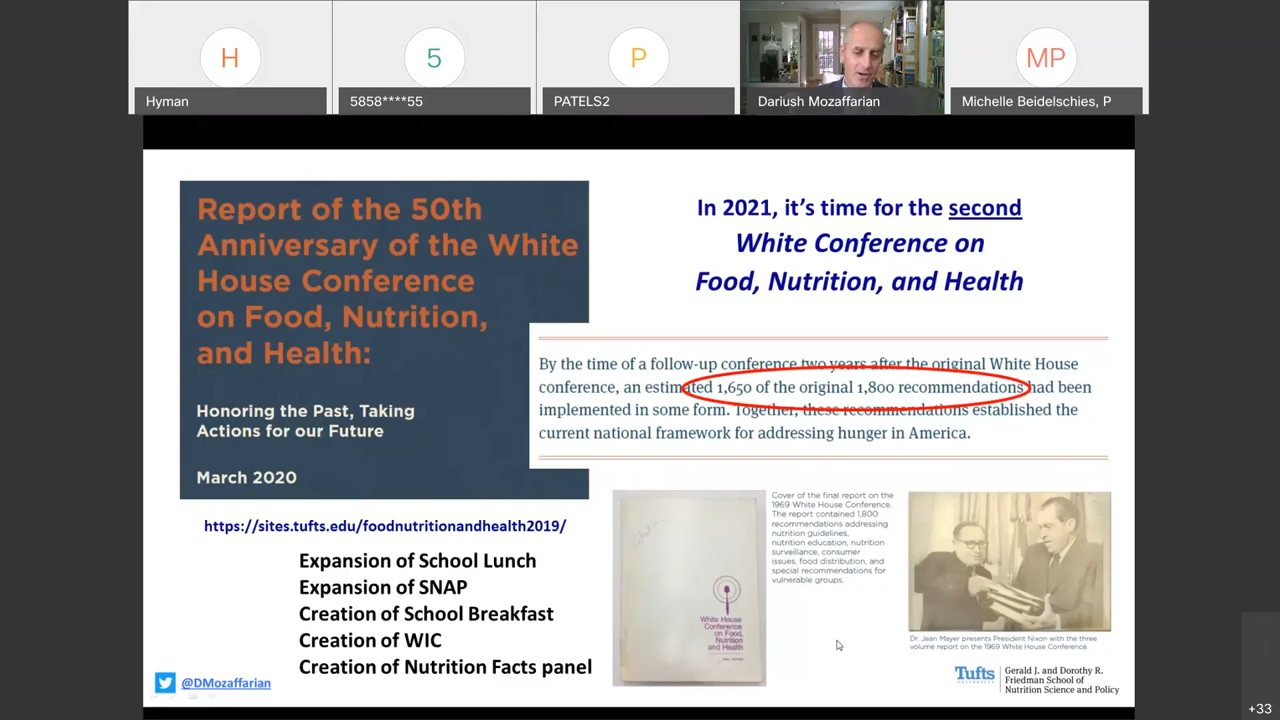 H
5
P
MP
Hyman
5858****55
PATELS2
Dariush Mozaffarian
Michelle Beidelschies, P
Report of the 50th
Anniversary of the White
House Conference
on Food, Nutrition,
and Health:
Honoring the Past, Taking
Actions for our Future
March 2020
In 2021, it's time for the second
White Conference on
Food, Nutrition, and Health
By the time of a follow-up conference two years after the original White House
conference, an estimated 1,650 of the original 1,800 recommendations had been
implemented in some form. Together, these recommendations established the
current national framework for addressing hunger in America.
https://sites.tufts.edu/foodnutritionandhealth2019/
Expansion of School Lunch
Expansion of SNAP
Creation of School Breakfast
Creation of WIC
Creation of Nutrition Facts panel
@DMozaffarian
White House
Conference
on Food,
Nutrition
and Health
Cover of the final report on the
1969 White House Conference.
The report contained 1,800
recommendations addressing
nutrition guidelines,
nutrition education, nutrition
surveillance, consumer
issues, food distribution, and
special recommendations for
vulnerable groups.
Dr. Jean Mayer presents President Nixon with the three
volume report on the 1969 White House Conference.
Tufts
UNIVERSITY
Gerald J. and Dorothy R.
Friedman School of
Nutrition Science and Policy
+33